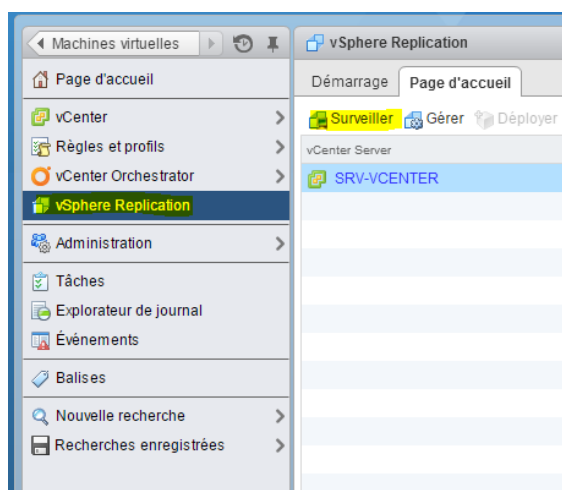 Machines virtuelles
Page d'accueil
vCenter
Règles et profils
vCenter Orchestrator
vSphere Replication
Administration
Tâches
Explorateur de journal
Événements
Balises
Nouvelle recherche
Recherches enregistrées
vSphere Replication
Démarrage Page d'accueil
Surveiller Gérer Déployer
vCenter Server
SRV-VCENTER